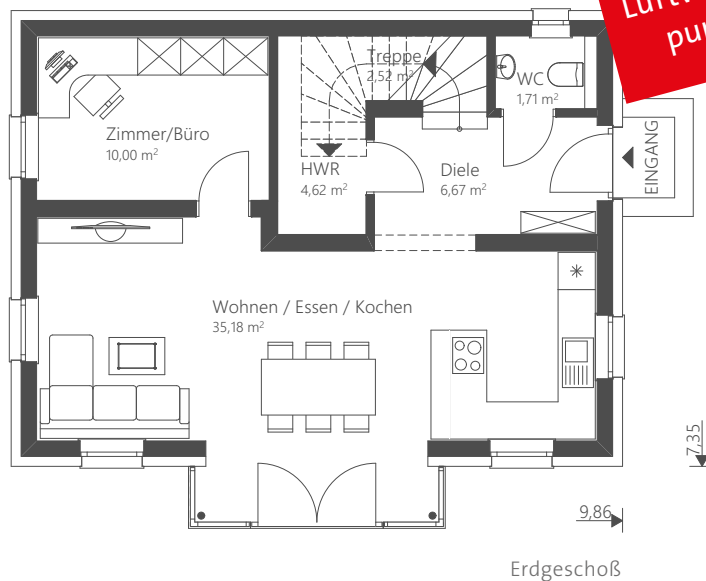 Treppe
2,52 m²
WC
1,71 m²
Zimmer/Büro
10,00 m²
HWR
4,62 m²
Diele
6,67 m²
EINGANG
Wohnen / Essen / Kochen
35,18 m²
7,35
9,86
Erdgeschoß